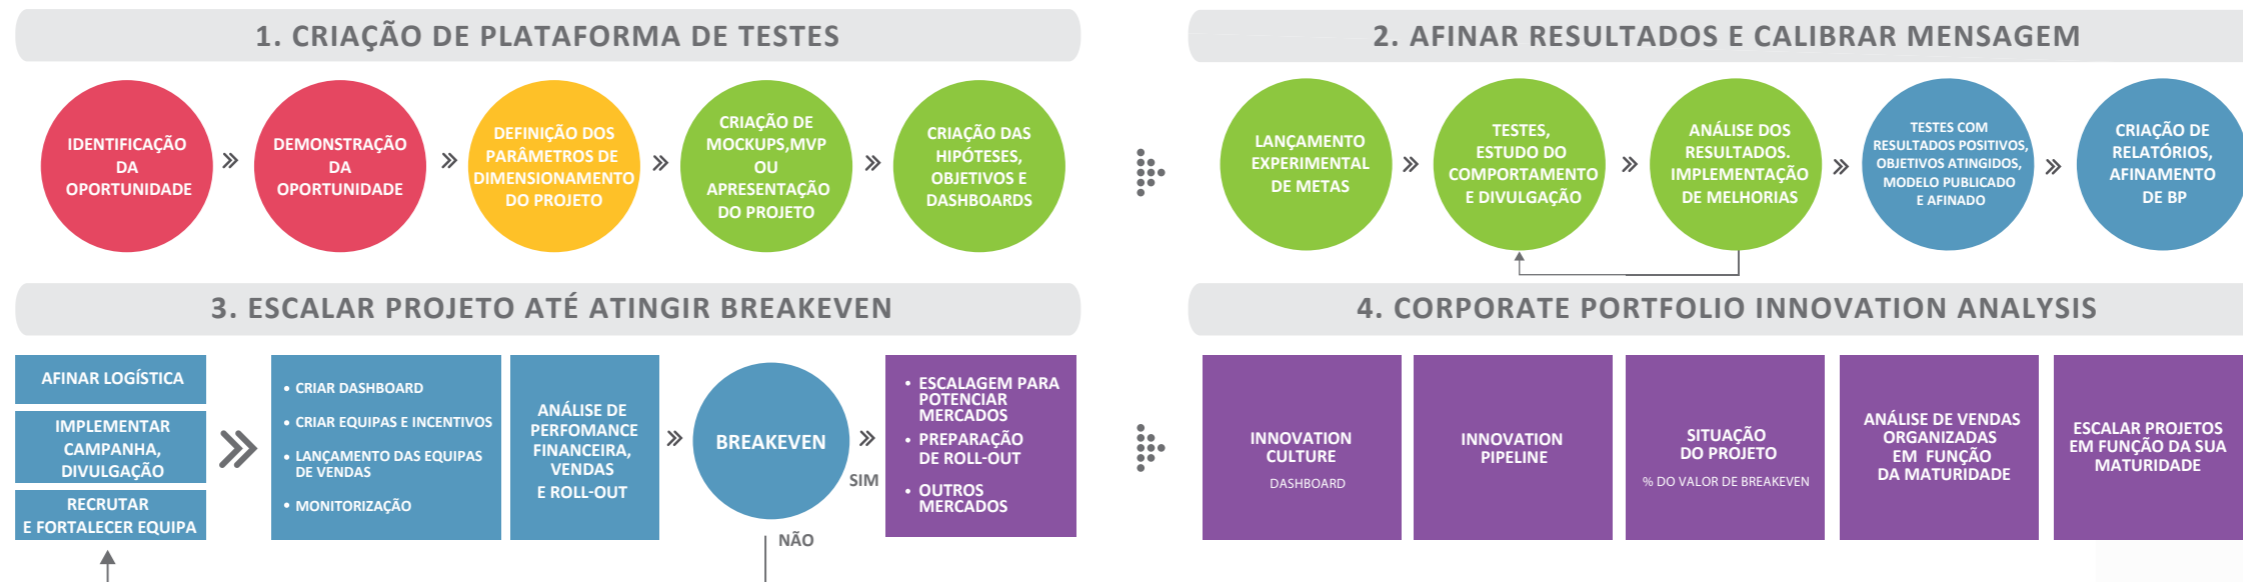 1. CRIAÇÃO DE PLATAFORMA DE TESTES
IDENTIFICAÇÃO
DA
OPORTUNIDADE
DEMONSTRAÇÃO
DA
OPORTUNIDADE
DEFINIÇÃO DOS
PARÂMETROS DE
DIMENSIONAMENTO
DO PROJETO
CRIAÇÃO DE
MOCKUPS,MVP
OU
APRESENTAÇÃO
DO PROJETO
CRIAÇÃO DAS
HIPÓTESES,
OBJETIVOS E
DASHBOARDS
2. AFINAR RESULTADOS E CALIBRAR MENSAGEM
LANÇAMENTO
EXPERIMENTAL
DE METAS
TESTES,
ESTUDO DO
COMPORTAMENTO
E DIVULGAÇÃO
ANÁLISE DOS
RESULTADOS.
IMPLEMENTAÇÃO
DE MELHORIAS
TESTES COM
RESULTADOS POSITIVOS,
OBJETIVOS ATINGIDOS,
MODELO PUBLICADO
E AFINADO
CRIAÇÃO DE
RELATÓRIOS,
AFINAMENTO
DE BP
3. ESCALAR PROJETO ATÉ ATINGIR BREAKEVEN
AFINAR LOGÍSTICA
IMPLEMENTAR
CAMPANHA,
DIVULGAÇÃO
RECRUTAR
E FORTALECER EQUIPA
• CRIAR DASHBOARD
• CRIAR EQUIPAS E INCENTIVOS
• LANÇAMENTO DAS EQUIPAS
DE VENDAS
• MONITORIZAÇÃO
ANÁLISE DE
PERFOMANCE
FINANCEIRA,
VENDAS
E ROLL-OUT
BREAKEVEN
SIM
NÃO
• ESCALAGEM PARA
POTENCIAR
MERCADOS
• PREPARAÇÃO
DE ROLL-OUT
• OUTROS
MERCADOS
4. CORPORATE PORTFOLIO INNOVATION ANALYSIS
INNOVATION
CULTURE
DASHBOARD
INNOVATION
PIPELINE
SITUAÇÃO
DO PROJETO
% DO VALOR DE BREAKEVEN
ANÁLISE DE VENDAS
ORGANIZADAS
EM FUNÇÃO
DA MATURIDADE
ESCALAR PROJETOS
EM FUNÇÃO DA SUA
MATURIDADE